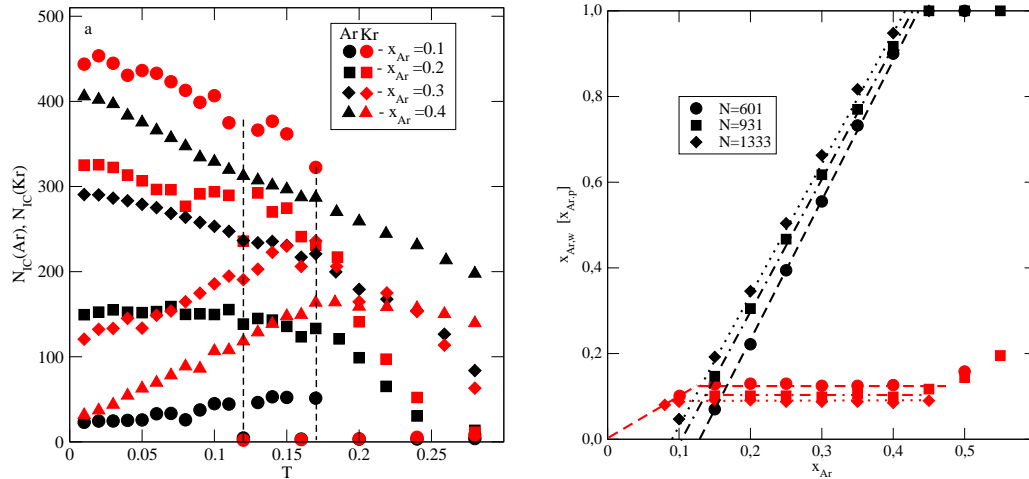 a
Ar Kr
- x_Ar =0.1
- x_Ar =0.2
- x_Ar =0.3
- x_Ar =0.4
N_IC(Ar), N_IC(Kr)
400
300
200
100
0
0
0.05
0.1
0.15
0.2
0.25
T
1,0
0,8
0,6
0,4
0,2
0,0
x_Ar,w [x_Ar,p]
N=601
N=931
N=1333
0
0,1
0,2
0,3
0,4
0,5
x_Ar